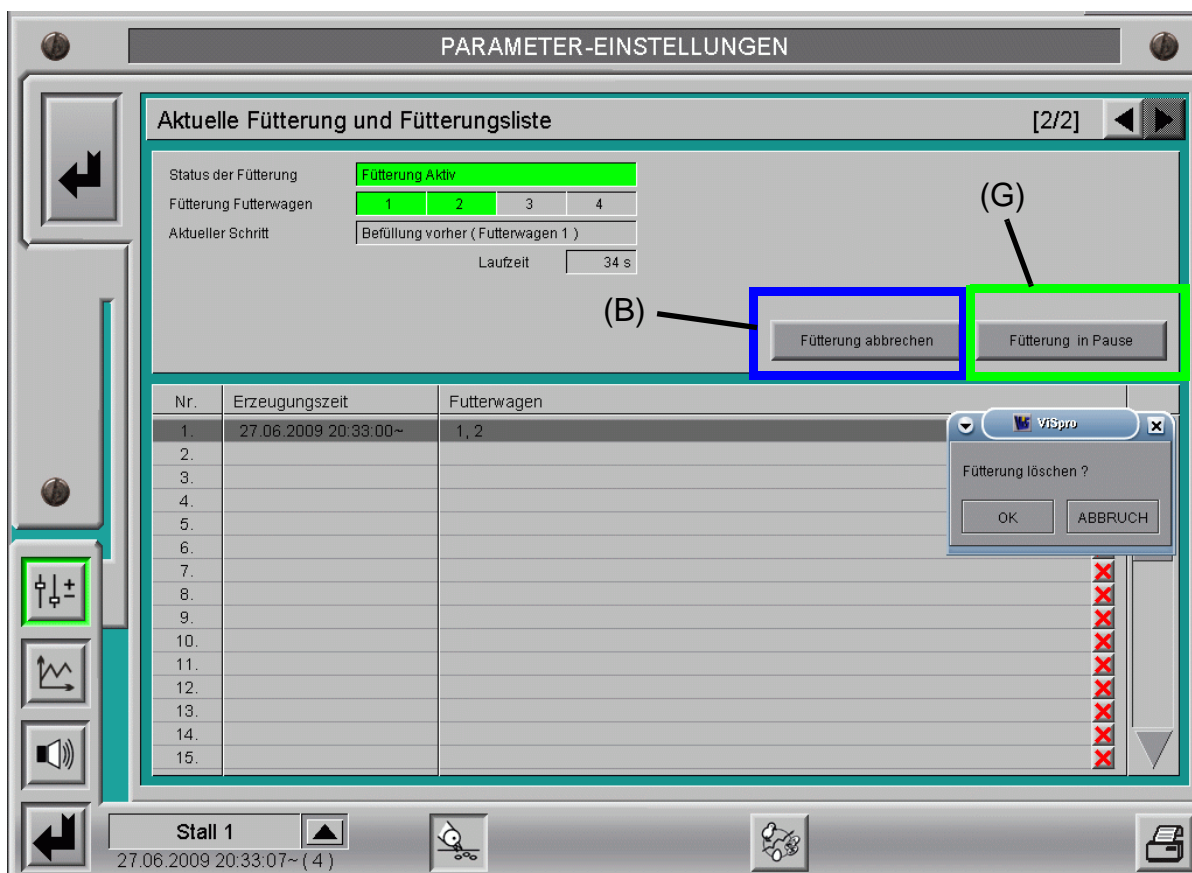 PARAMETER-EINSTELLUNGEN
Aktuelle Fütterung und Fütterungsliste [2/2]
Status der Fütterung Fütterung Aktiv
Fütterung Futterwagen 1 2 3 4
Aktueller Schritt Befüllung vorher ( Futterwagen 1 )
Laufzeit 34 s
(G)
(B)
Fütterung abbrechen Fütterung in Pause
Nr. Erzeugungszeit Futterwagen
1. 27.06.2009 20:33:00~ 1, 2
2.
3.
4.
5.
6.
7.
8.
9.
10.
11.
12.
13.
14.
15.
ViSpro
Fütterung löschen ?
OK ABBRUCH
Stall 1
27.06.2009 20:33:07~ ( 4 )